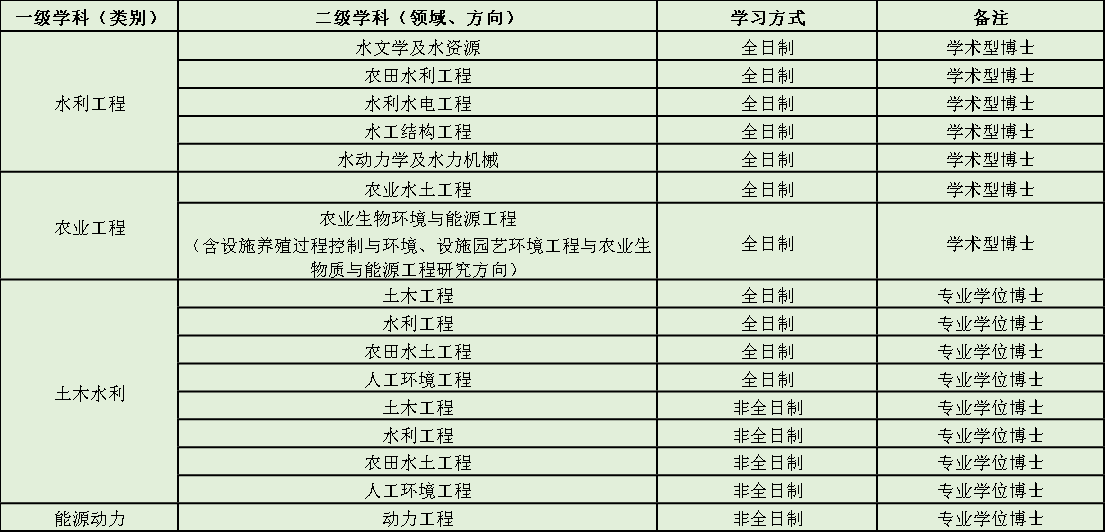 一级学科（类别） 二级学科（领域、方向） 学习方式 备注
水利工程 水文学及水资源 全日制 学术型博士
农田水利工程 全日制 学术型博士
水利水电工程 全日制 学术型博士
水工结构工程 全日制 学术型博士
水动力学及水力机械 全日制 学术型博士
农业工程 农业水土工程 全日制 学术型博士
农业生物环境与能源工程
（含设施养殖过程控制与环境、设施园艺环境工程与农业生
物质与能源工程研究方向） 全日制 学术型博士
土木水利 土木工程 全日制 专业学位博士
水利工程 全日制 专业学位博士
农田水土工程 全日制 专业学位博士
人工环境工程 全日制 专业学位博士
土木工程 非全日制 专业学位博士
水利工程 非全日制 专业学位博士
农田水土工程 非全日制 专业学位博士
人工环境工程 非全日制 专业学位博士
能源动力 动力工程 非全日制 专业学位博士